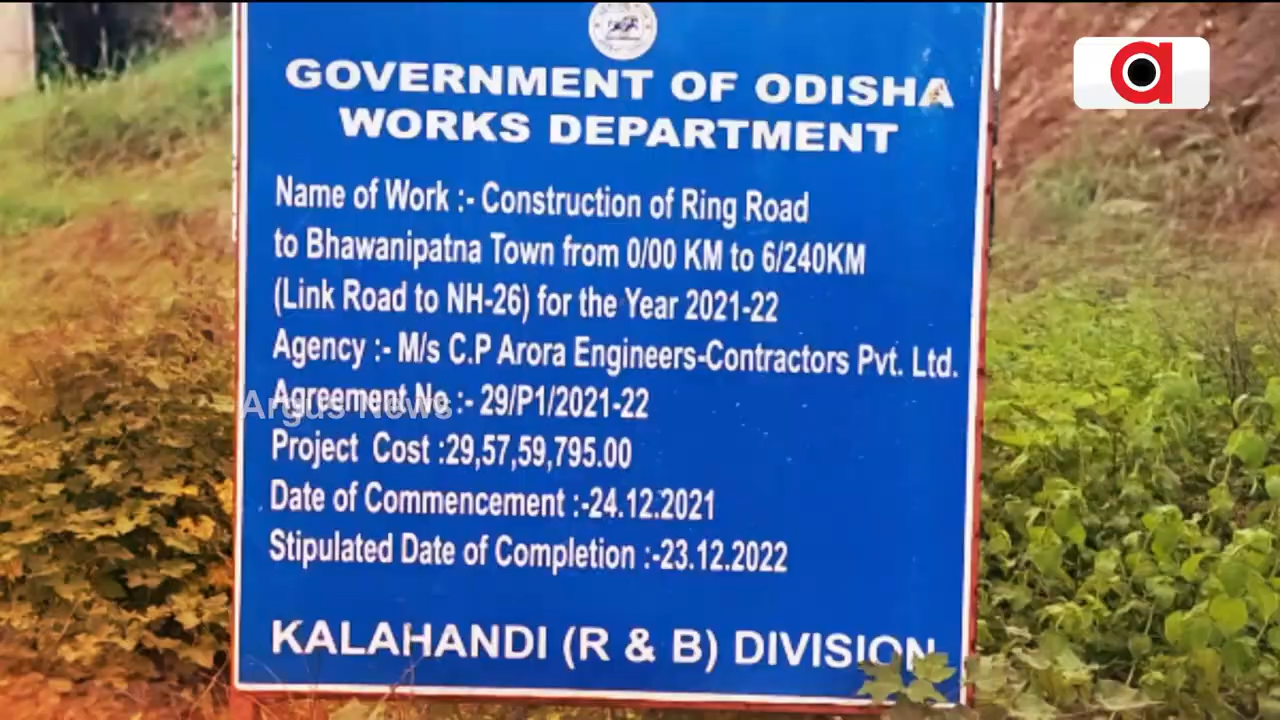 GOVERNMENT OF ODISHA
WORKS DEPARTMENT
Name of Work :- Construction of Ring Road
to Bhawanipatna Town from 0/00 KM to 6/240KM
(Link Road to NH-26) for the Year 2021-22
Agency :- M/s C.P Arora Engineers-Contractors Pvt. Ltd.
Agreement No :- 29/P1/2021-22
Argus News
Project Cost :29,57,59,795.00
Date of Commencement :-24.12.2021
Stipulated Date of Completion :-23.12.2022
KALAHANDI (R & B) DIVISION